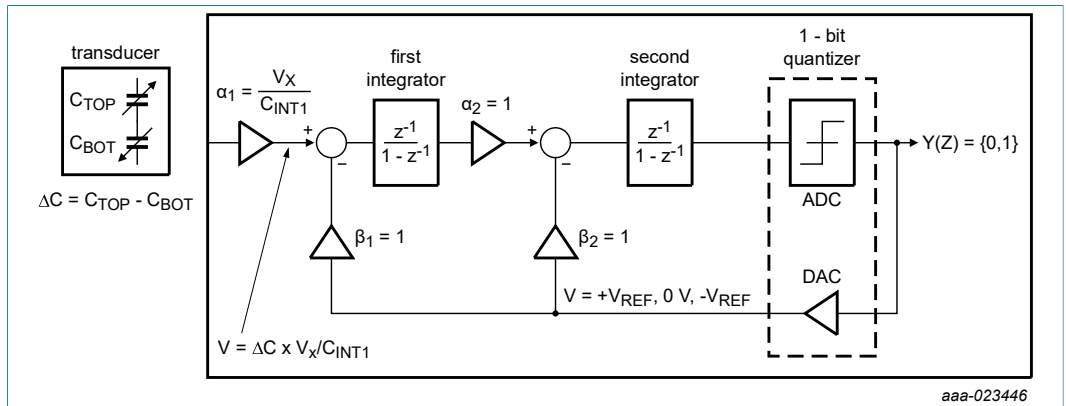 transducer
C_TOP
C_BOT
ΔC = C_TOP - C_BOT
α₁ = V_X / C_INT1
first
integrator
z⁻¹
1 - z⁻¹
α₂ = 1
second
integrator
z⁻¹
1 - z⁻¹
1 - bit
quantizer
ADC
Y(Z) = {0,1}
+
−
+
−
β₁ = 1
β₂ = 1
DAC
V = +V_REF, 0 V, -V_REF
V = ΔC x V_x/C_INT1
aaa-023446